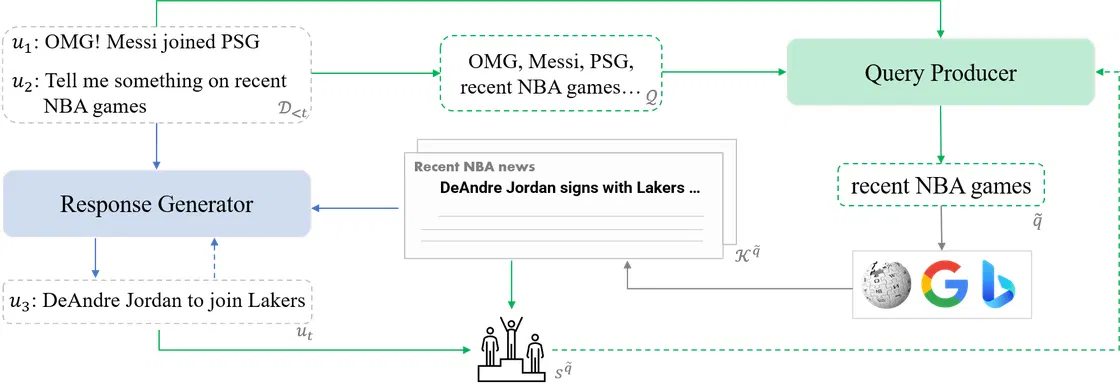 u₁: OMG! Messi joined PSG
u₂: Tell me something on recent
NBA games
𝒟<t
OMG, Messi, PSG,
recent NBA games…
Q
Query Producer
Recent NBA news
DeAndre Jordan signs with Lakers ...
𝒦^q̃
Response Generator
recent NBA games
q̃
u₃: DeAndre Jordan to join Lakers
uₜ
s^q̃